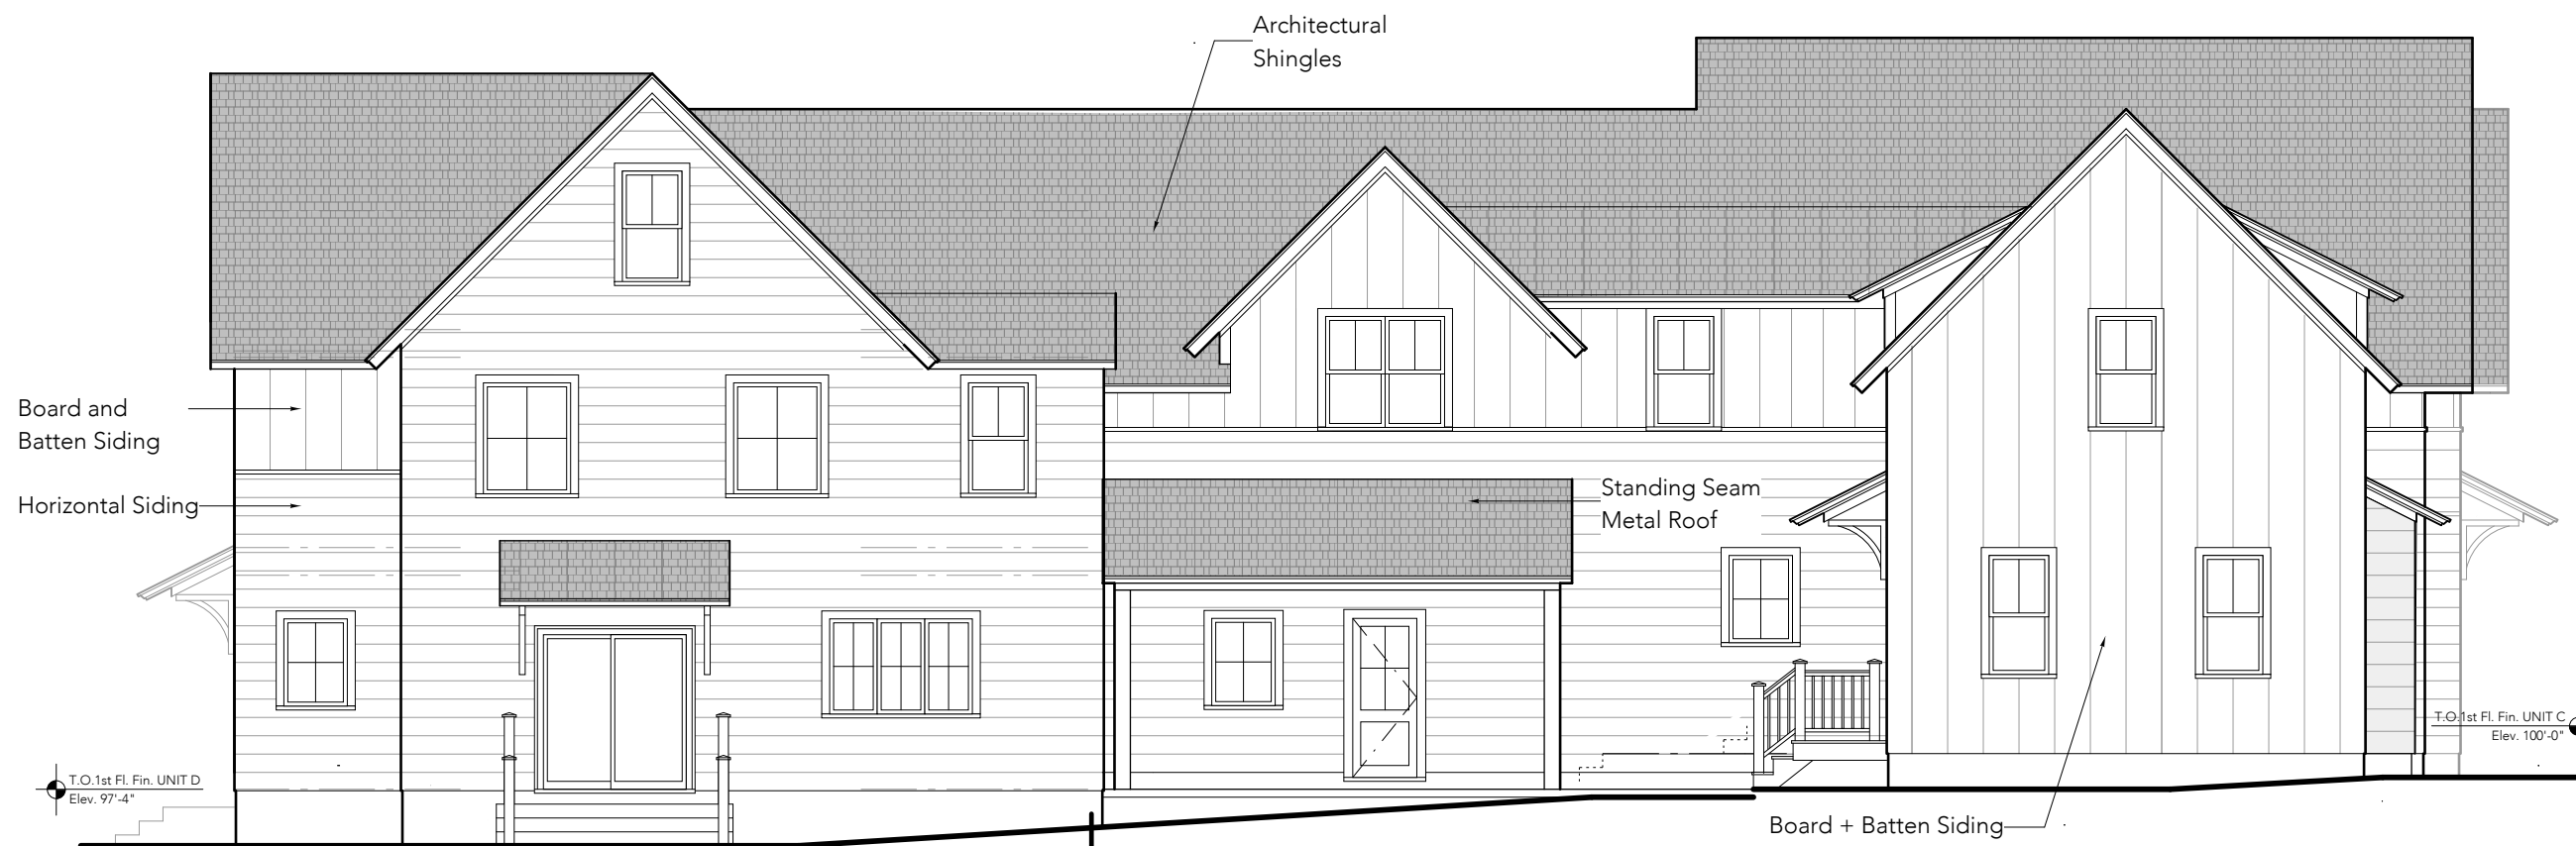 Architectural
Shingles
Board and
Batten Siding
Horizontal Siding
Standing Seam
Metal Roof
T.O.1st Fl. Fin. UNIT C
Elev. 100'-0"
T.O.1st Fl. Fin. UNIT D
Elev. 97'-4"
Board + Batten Siding